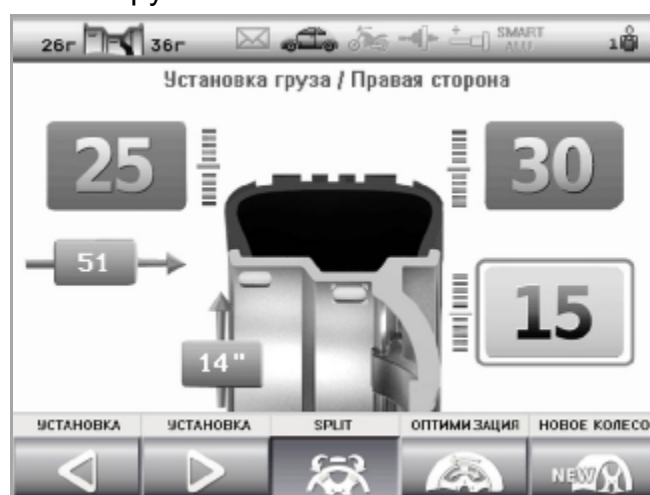 26г 36г SMART ALU 1
Установка груза / Правая сторона
25 30
51
15
14"
УСТАНОВКА УСТАНОВКА SPLIT ОПТИМИЗАЦИЯ НОВОЕ КОЛЕСО
NEW